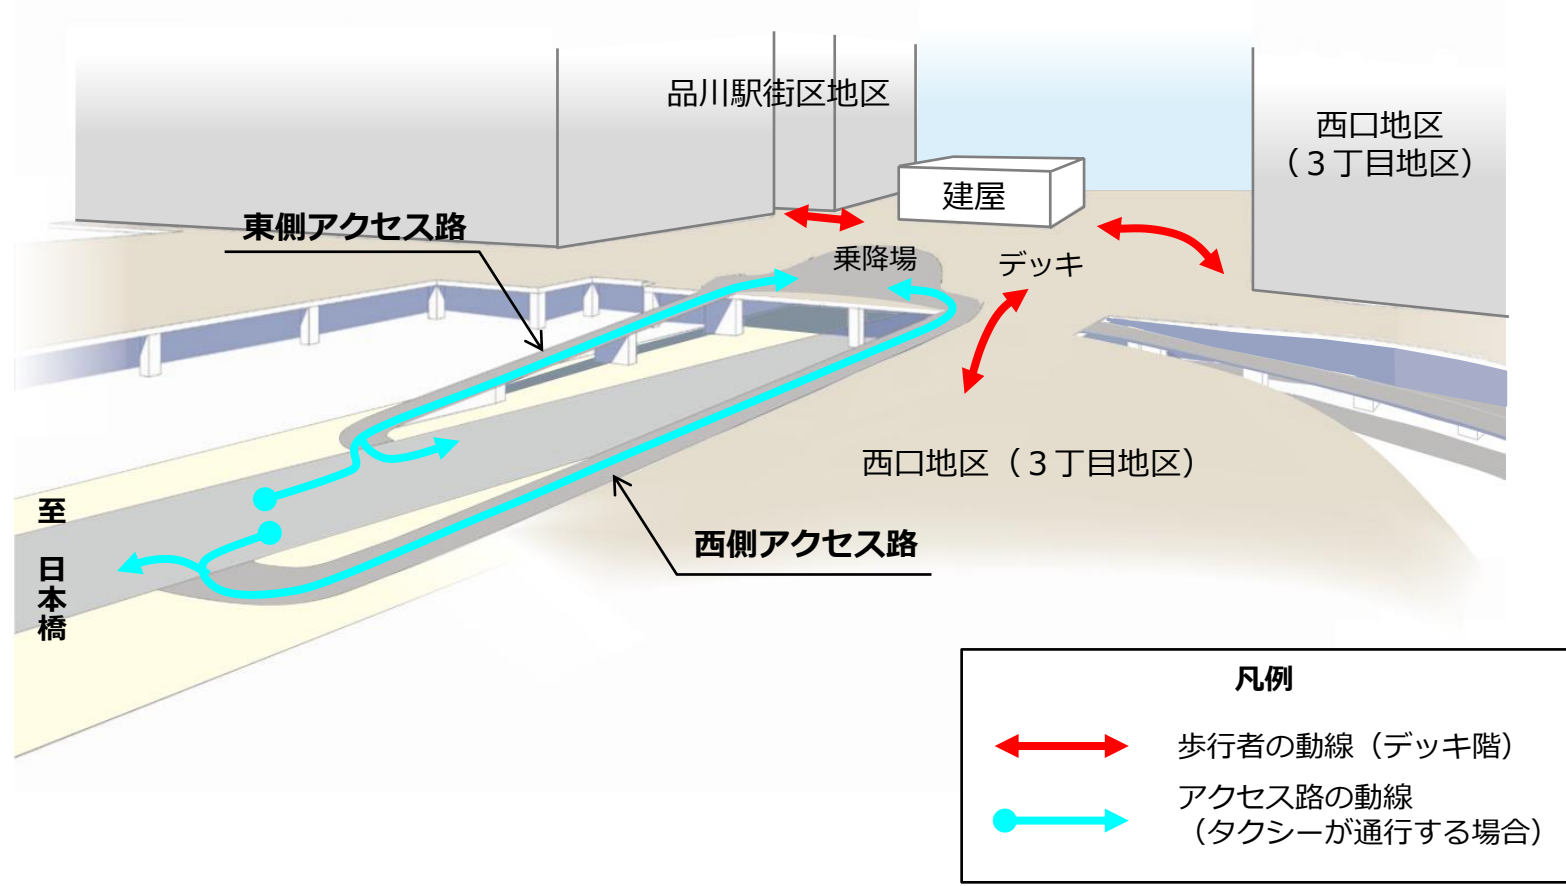 品川駅街区地区
西口地区
（３丁目地区）
建屋
東側アクセス路
乗降場
デッキ
西口地区（３丁目地区）
至 日本橋
西側アクセス路
凡例
歩行者の動線（デッキ階）
アクセス路の動線
（タクシーが通行する場合）